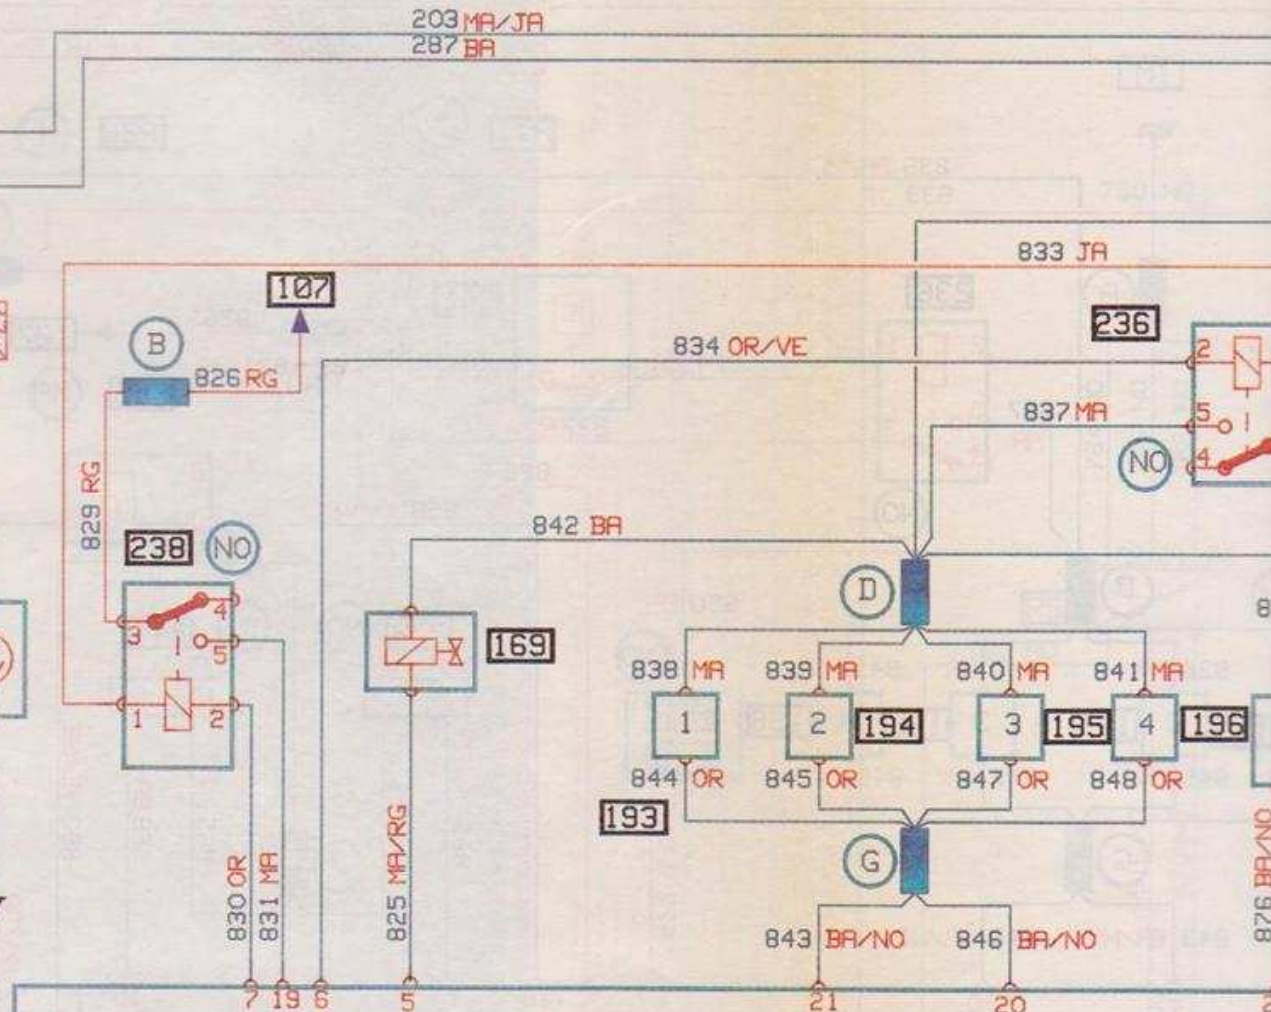 203 MA/JA
287 BA
833 JA
107
236
B
834 OR/VE
2
826 RG
837 MA
5
NO
4
829 RG
842 BA
238
NO
D
4
3
5
169
838 MA
839 MA
840 MA
841 MA
1
2
1
2
194
3
195
4
196
844 OR
845 OR
847 OR
848 OR
193
G
830 OR
831 MA
825 MA/RG
843 BA/NO
846 BA/NO
928 BA/NO
7
19
6
5
21
20